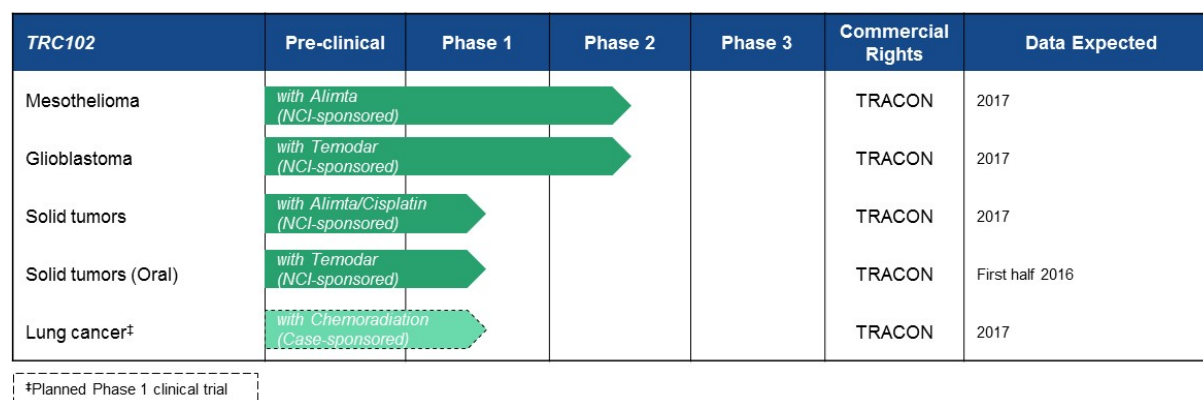 TRC102 Pre-clinical Phase 1 Phase 2 Phase 3 Commercial Rights Data Expected
Mesothelioma with Alimta (NCI-sponsored) TRACON 2017
Glioblastoma with Temodar (NCI-sponsored) TRACON 2017
Solid tumors with Alimta/Cisplatin (NCI-sponsored) TRACON 2017
Solid tumors (Oral) with Temodar (NCI-sponsored) TRACON First half 2016
Lung cancer‡ with Chemoradiation (Case-sponsored) TRACON 2017
‡Planned Phase 1 clinical trial